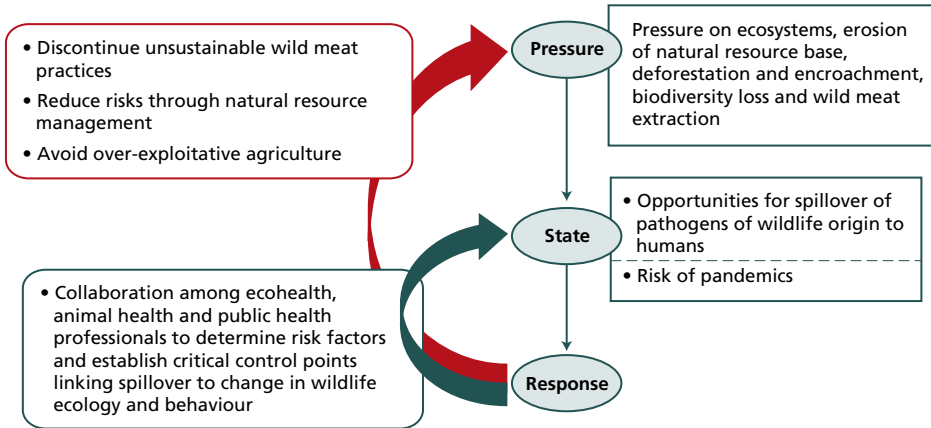 • Discontinue unsustainable wild meat
practices
• Reduce risks through natural resource
management
• Avoid over-exploitative agriculture
Pressure
Pressure on ecosystems, erosion
of natural resource base,
deforestation and encroachment,
biodiversity loss and wild meat
extraction
State
• Opportunities for spillover of
pathogens of wildlife origin to
humans
• Risk of pandemics
• Collaboration among ecohealth,
animal health and public health
professionals to determine risk factors
and establish critical control points
linking spillover to change in wildlife
ecology and behaviour
Response